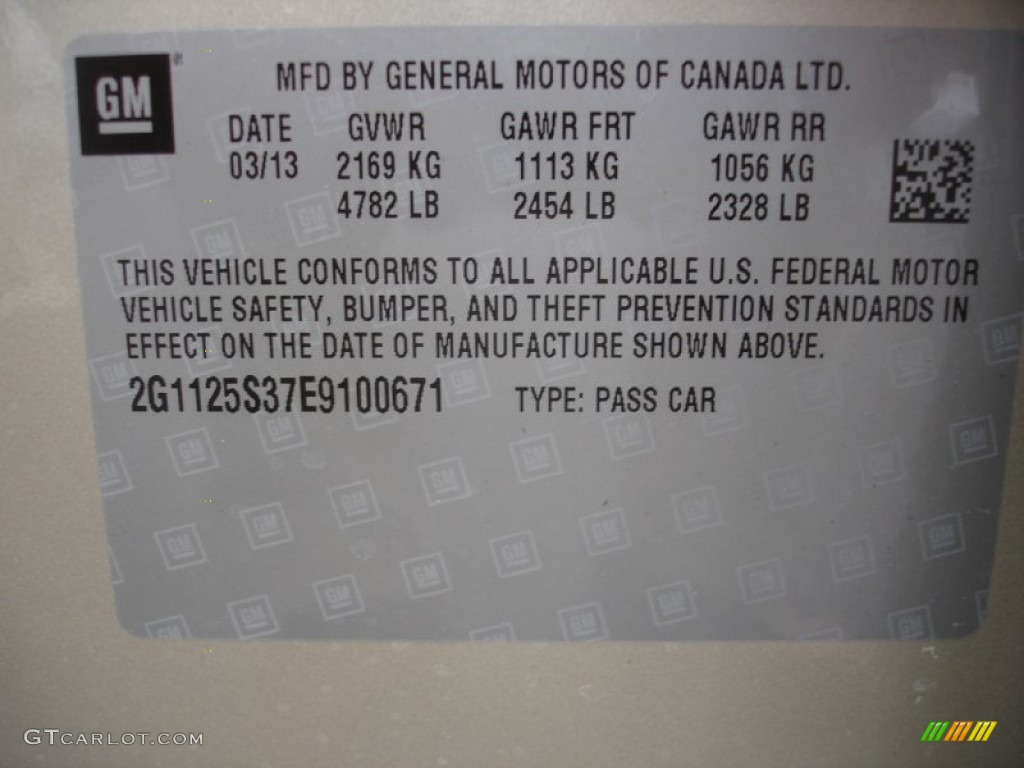 GM
MFD BY GENERAL MOTORS OF CANADA LTD.
DATE GVWR GAWR FRT GAWR RR
03/13 2169 KG 1113 KG 1056 KG
4782 LB 2454 LB 2328 LB
THIS VEHICLE CONFORMS TO ALL APPLICABLE U.S. FEDERAL MOTOR
VEHICLE SAFETY, BUMPER, AND THEFT PREVENTION STANDARDS IN
EFFECT ON THE DATE OF MANUFACTURE SHOWN ABOVE.
2G1125S37E9100671 TYPE: PASS CAR
GTCARLOT.COM